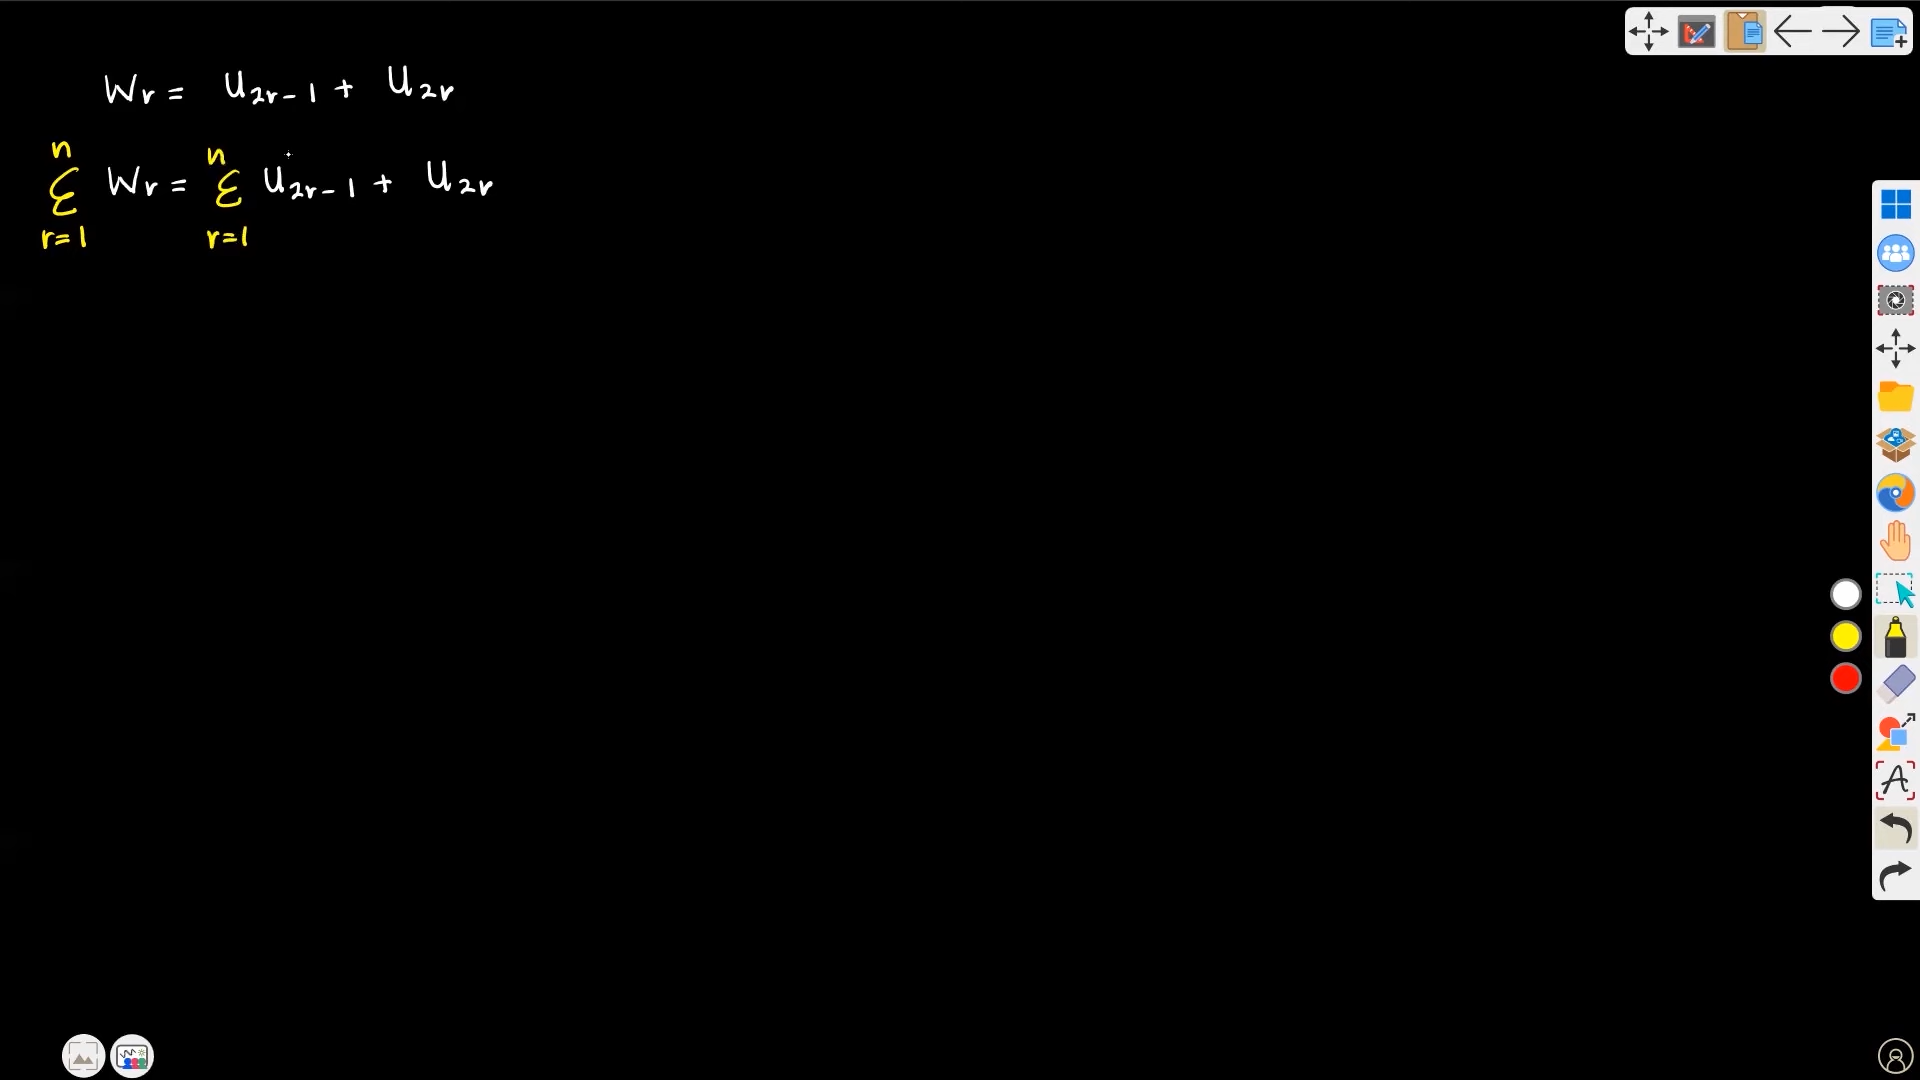 Wr = U2r-1 + U2r
n n
Σ Wr = Σ U2r-1 + U2r
r=1 r=1